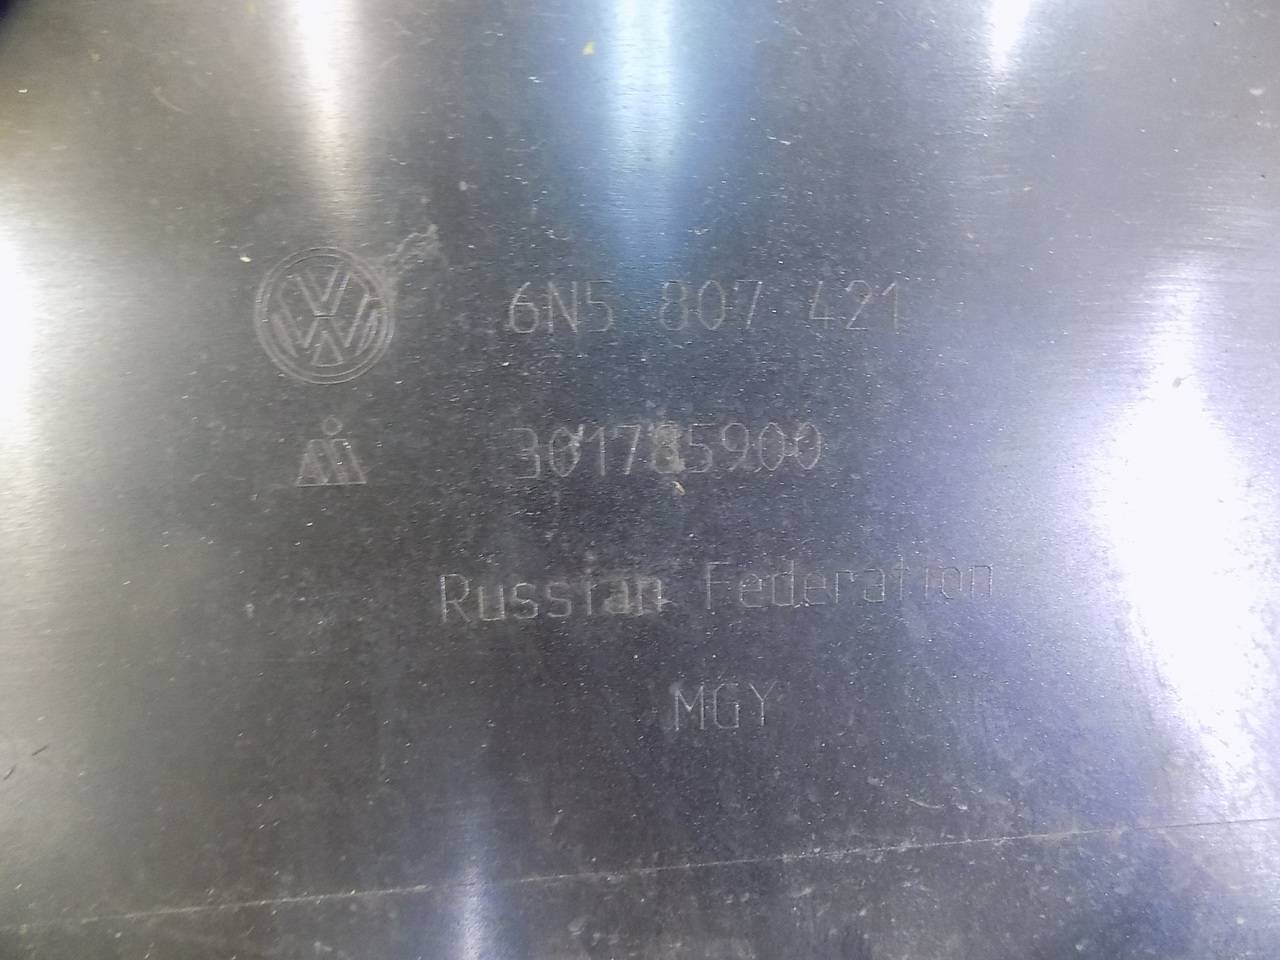 6N5 807 421
301785900
Russian Federation
MGY